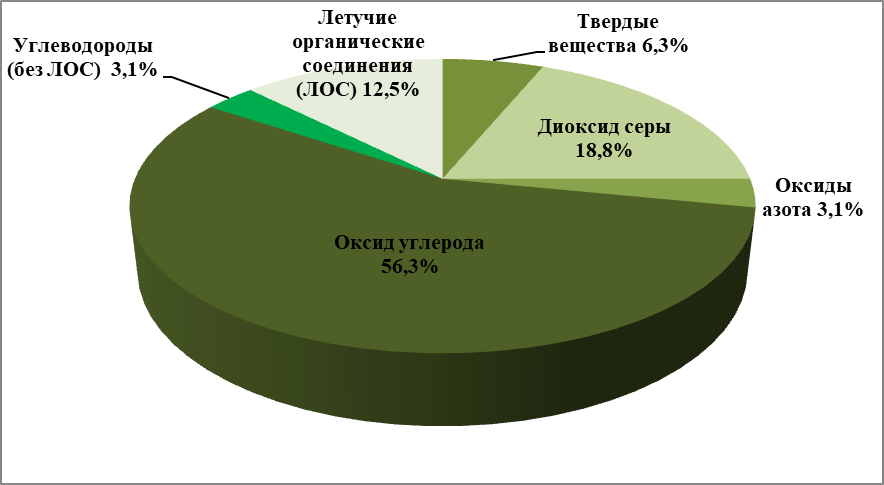 Летучие
органические
соединения
(ЛОС) 12,5%
Твердые
вещества 6,3%
Углеводороды
(без ЛОС) 3,1%
Диоксид серы
18,8%
Оксиды
азота 3,1%
Оксид углерода
56,3%